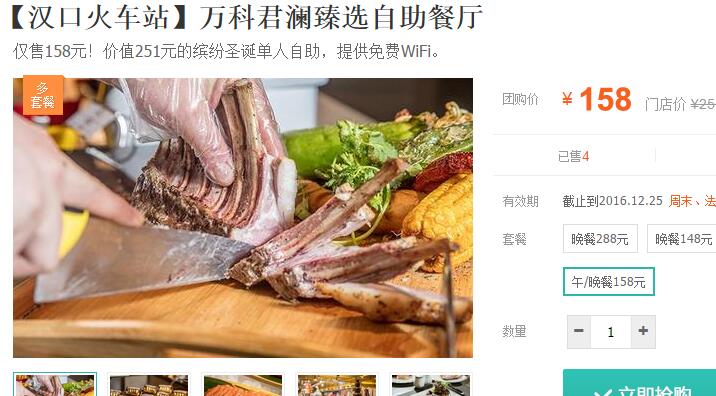 【汉口火车站】万科君澜臻选自助餐厅
仅售158元！价值251元的缤纷圣诞单人自助，提供免费WiFi。
多
套餐
团购价 ¥ 158 门店价 ¥25
已售4
有效期 截止到2016.12.25 周末、法
套餐 晚餐288元 晚餐148元
午/晚餐158元
数量 − 1 +
立即抢购